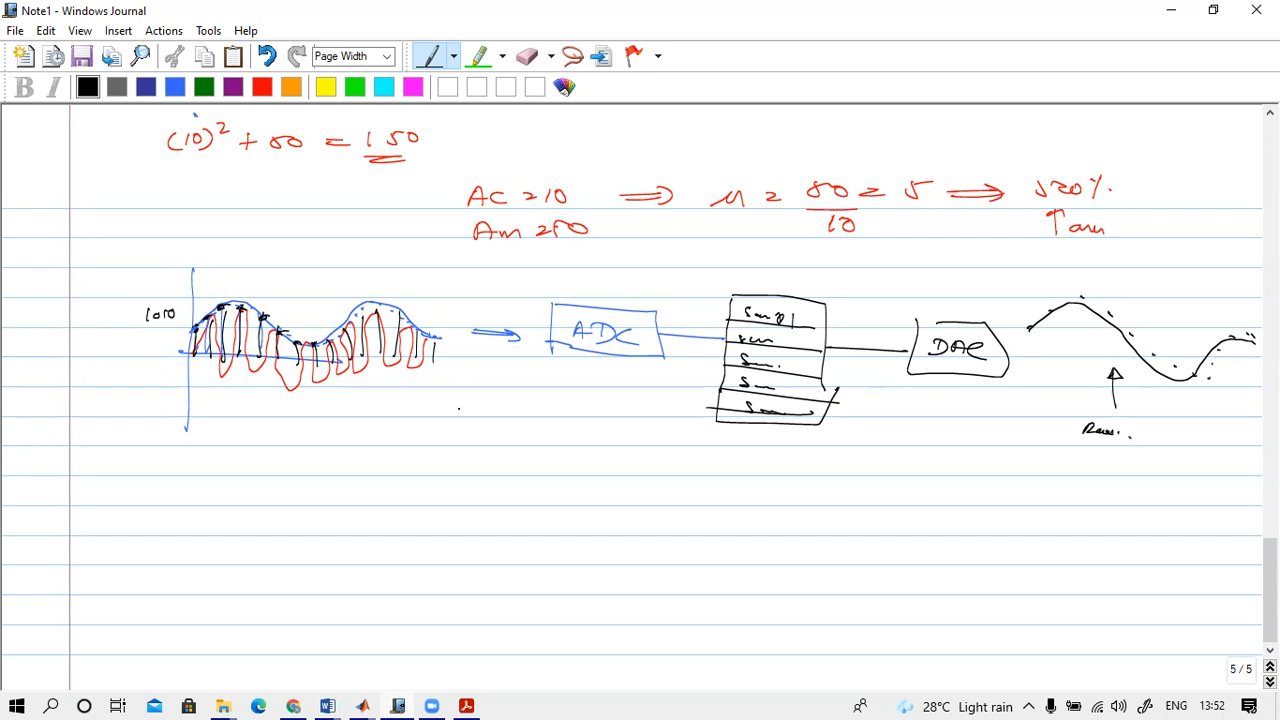 Note1 - Windows Journal
File Edit View Insert Actions Tools Help
Page Width
B I
(10)² + 50 = 150
AC = 10 ⟹ μ = 50/10 = 5 ⟹ 500%
Am = 50
ADC
DAC
5 / 5
28°C Light rain ENG 13:52